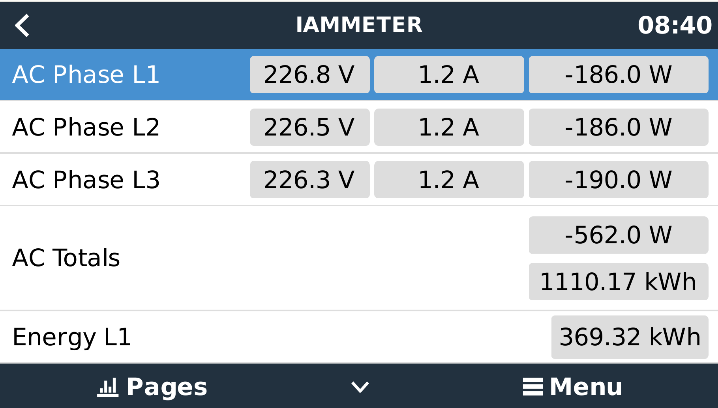 IAMMETER 08:40
AC Phase L1 226.8 V 1.2 A -186.0 W
AC Phase L2 226.5 V 1.2 A -186.0 W
AC Phase L3 226.3 V 1.2 A -190.0 W
AC Totals -562.0 W
1110.17 kWh
Energy L1 369.32 kWh
Pages Menu